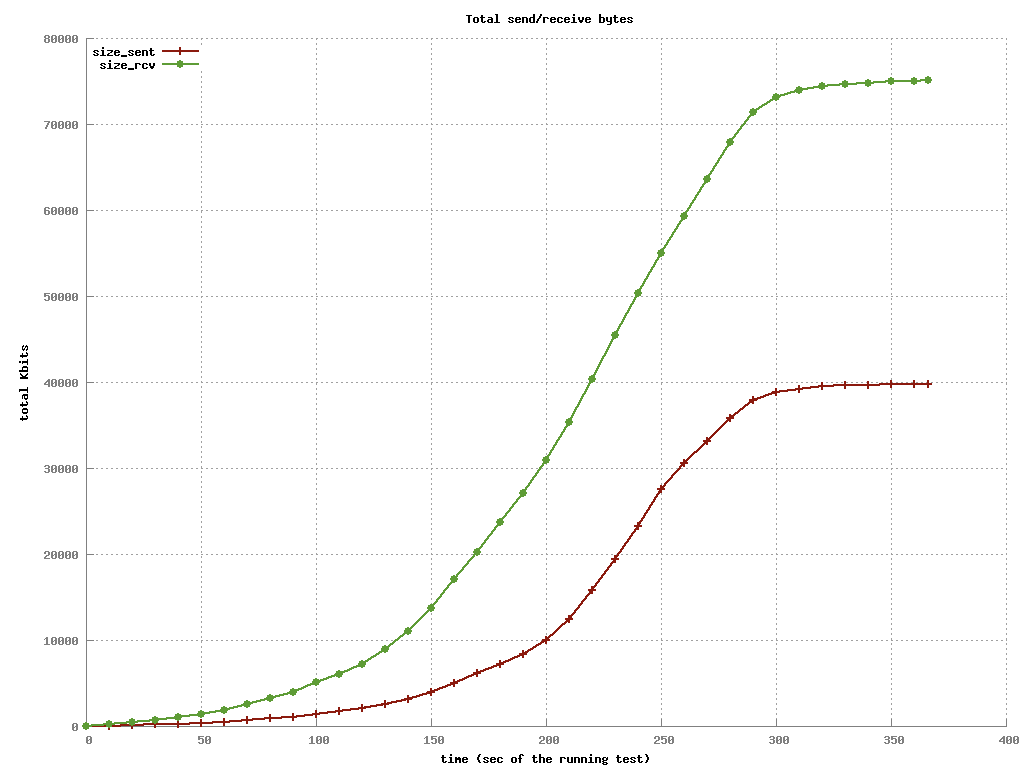 Total send/receive bytes
80000
size_sent
size_rcv
70000
60000
50000
total Kbits
40000
30000
20000
10000
0
0 50 100 150 200 250 300 350 400
time (sec of the running test)